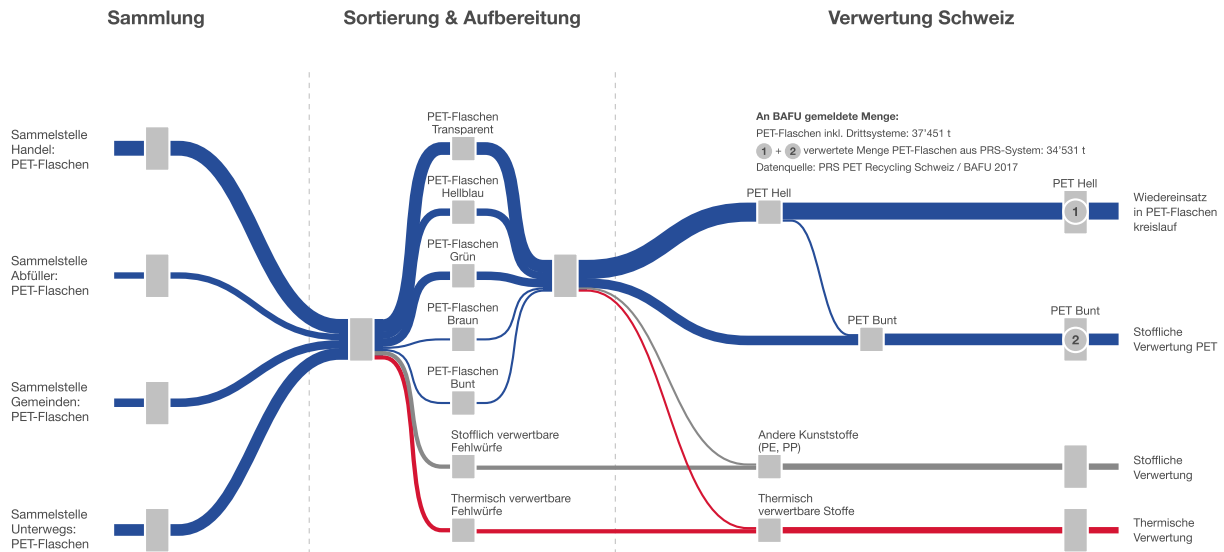 Sammlung
Sortierung & Aufbereitung
Verwertung Schweiz
Sammelstelle
Handel:
PET-Flaschen
Sammelstelle
Abfüller:
PET-Flaschen
Sammelstelle
Gemeinden:
PET-Flaschen
Sammelstelle
Unterwegs:
PET-Flaschen
PET-Flaschen
Transparent
PET-Flaschen
Hellblau
PET-Flaschen
Grün
PET-Flaschen
Braun
PET-Flaschen
Bunt
Stofflich verwertbare
Fehlwürfe
Thermisch verwertbare
Fehlwürfe
An BAFU gemeldete Menge:
PET-Flaschen inkl. Drittsysteme: 37'451 t
1 + 2 verwertete Menge PET-Flaschen aus PRS-System: 34'531 t
Datenquelle: PRS PET Recycling Schweiz / BAFU 2017
PET Hell
PET Bunt
Andere Kunststoffe
(PE, PP)
Thermisch
verwertbare Stoffe
PET Hell
1
PET Bunt
2
Wiedereinsatz
in PET-Flaschen
kreislauf
Stoffliche
Verwertung PET
Stoffliche
Verwertung
Thermische
Verwertung